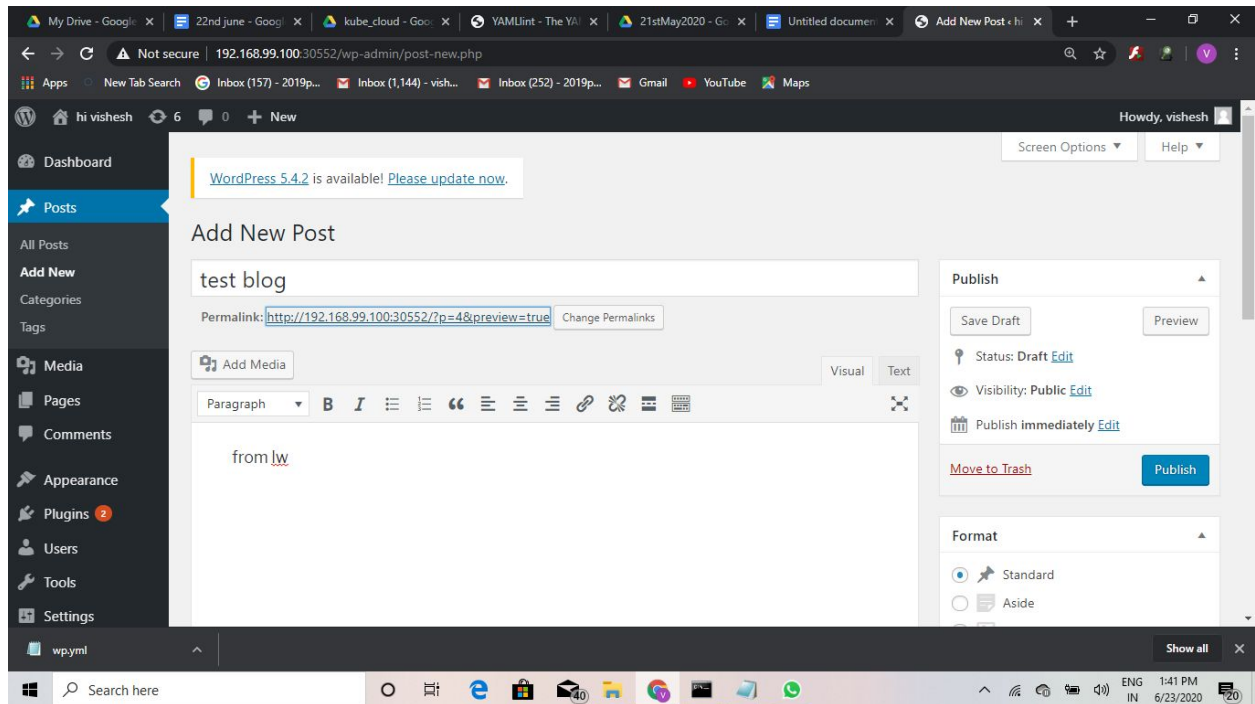 My Drive - Google
22nd june - Googl
kube_cloud - Goo
YAMLlint - The YA
21stMay2020 - Go
Untitled documen
Add New Post ‹ hi
Not secure | 192.168.99.100:30552/wp-admin/post-new.php
V
Apps
New Tab Search
Inbox (157) - 2019p...
Inbox (1,144) - vish...
Inbox (252) - 2019p...
Gmail
YouTube
Maps
hi vishesh
6
0
+ New
Howdy, vishesh
Screen Options ▼
Help ▼
Dashboard
Posts
All Posts
Add New
Categories
Tags
Media
Pages
Comments
Appearance
Plugins 2
Users
Tools
Settings
WordPress 5.4.2 is available! Please update now.
Add New Post
test blog
Permalink: http://192.168.99.100:30552/?p=4&preview=true
Change Permalinks
Add Media
Visual
Text
Paragraph
B
I
from lw
Publish
Save Draft
Preview
Status: Draft Edit
Visibility: Public Edit
Publish immediately Edit
Move to Trash
Publish
Format
Standard
Aside
wp.yml
Show all
Search here
40
ENG
IN
1:41 PM
6/23/2020
20